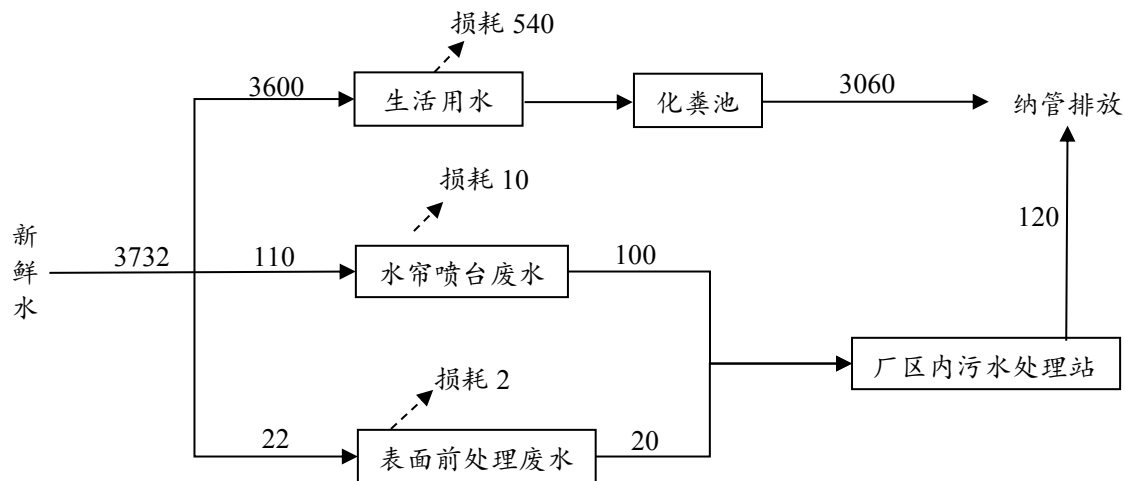 损耗 540
3600
生活用水
化粪池
3060
纳管排放
损耗 10
120
新鲜水
3732
110
水帘喷台废水
100
厂区内污水处理站
损耗 2
22
表面前处理废水
20